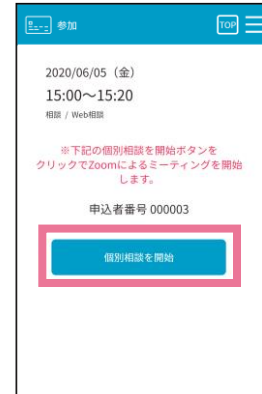 参加
TOP
2020/06/05（金）
15:00～15:20
相談 / Web相談
※下記の個別相談を開始ボタンを
クリックでZoomによるミーティングを開始
します。
申込者番号 000003
個別相談を開始